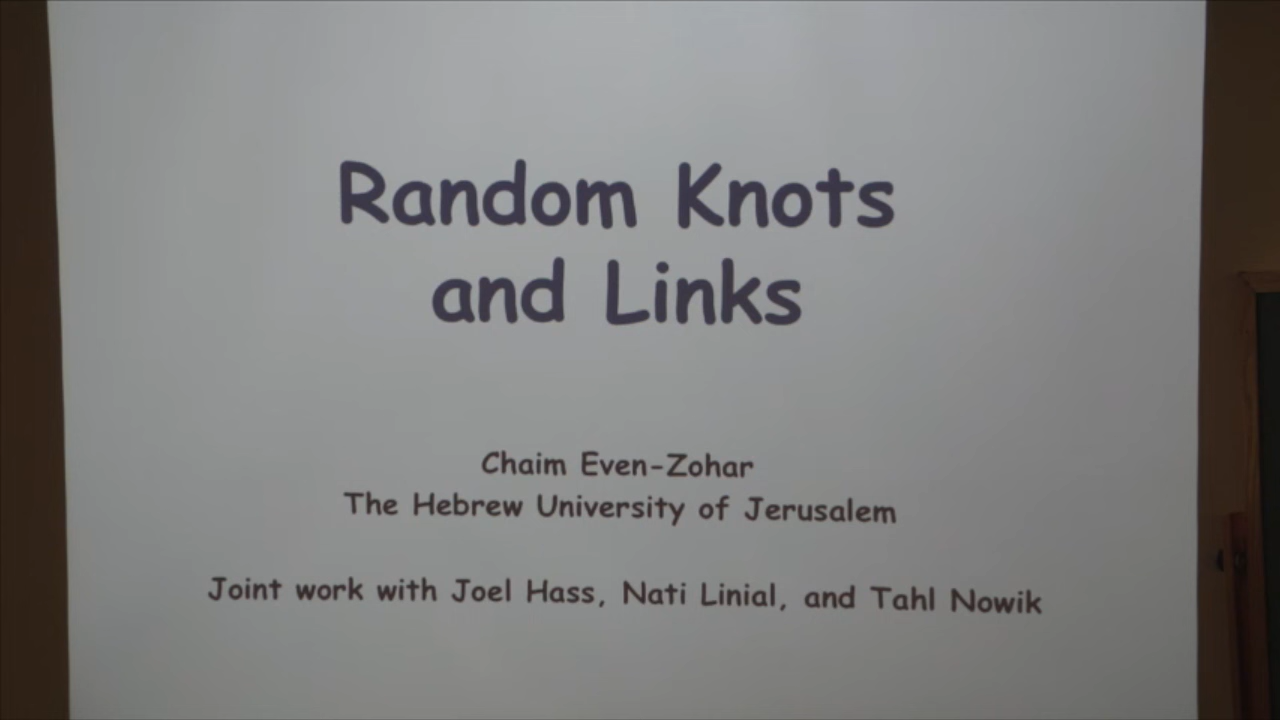 Random Knots
and Links
Chaim Even-Zohar
The Hebrew University of Jerusalem
Joint work with Joel Hass, Nati Linial, and Tahl Nowik